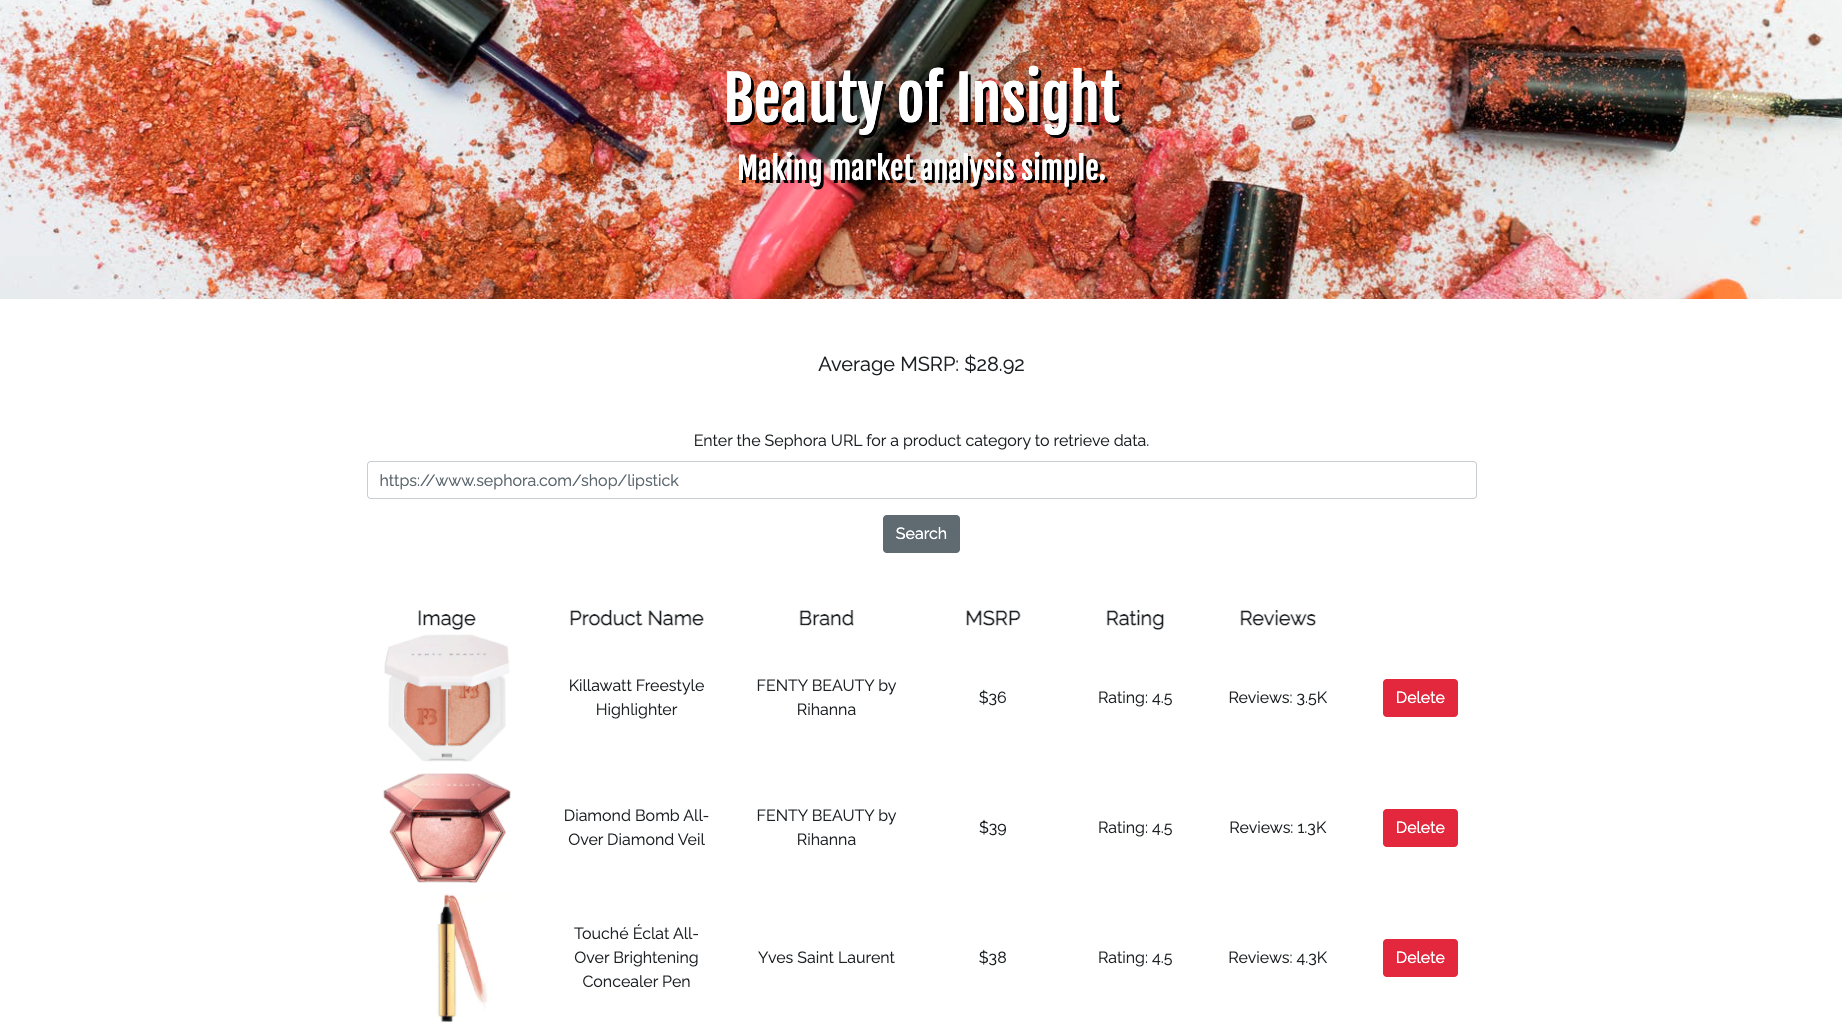 Beauty of Insight
Making market analysis simple.
Average MSRP: $28.92
Enter the Sephora URL for a product category to retrieve data.
https://www.sephora.com/shop/lipstick
Search
Image Product Name Brand MSRP Rating Reviews
FENTY BEAUTY
FB FB
Killawatt Freestyle
Highlighter
FENTY BEAUTY by
Rihanna
$36
Rating: 4.5
Reviews: 3.5K
Delete
Diamond Bomb All-
Over Diamond Veil
FENTY BEAUTY by
Rihanna
$39
Rating: 4.5
Reviews: 1.3K
Delete
Touché Éclat All-
Over Brightening
Concealer Pen
Yves Saint Laurent
$38
Rating: 4.5
Reviews: 4.3K
Delete